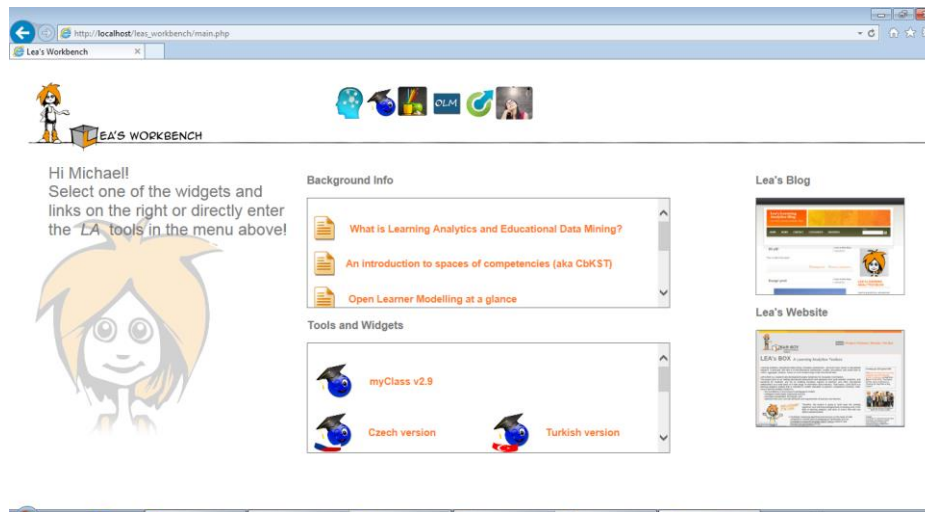 http://localhost/leas_workbench/main.php
Lea's Workbench
LEA'S WORKBENCH
OLM
Hi Michael!
Select one of the widgets and
links on the right or directly enter
the LA tools in the menu above!
Background Info
What is Learning Analytics and Educational Data Mining?
An introduction to spaces of competencies (aka CbKST)
Open Learner Modelling at a glance
Tools and Widgets
myClass v2.9
Czech version
Turkish version
Lea's Blog
Lea's Website
LEA's BOX